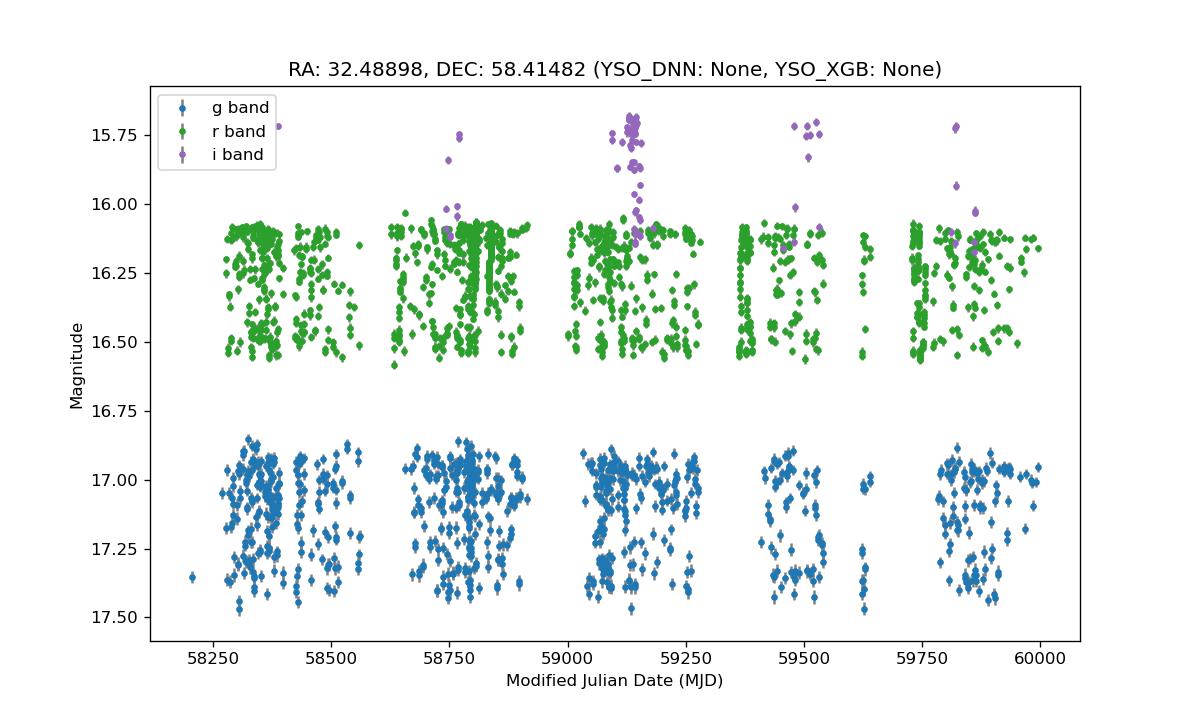 RA: 32.48898, DEC: 58.41482 (YSO_DNN: None, YSO_XGB: None)
g band
r band
i band
15.75
16.00
16.25
16.50
16.75
17.00
17.25
17.50
Magnitude
58250 58500 58750 59000 59250 59500 59750 60000
Modified Julian Date (MJD)